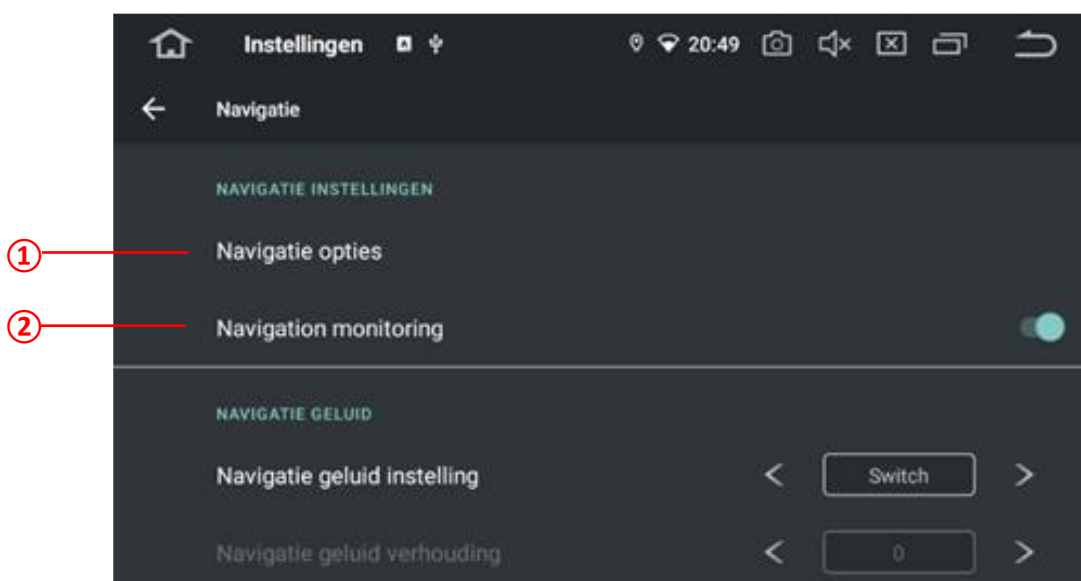 Instellingen 20:49
Navigatie
NAVIGATIE INSTELLINGEN
① Navigatie opties
② Navigation monitoring
NAVIGATIE GELUID
Navigatie geluid instelling < Switch >
Navigatie geluid verhouding < 0 >